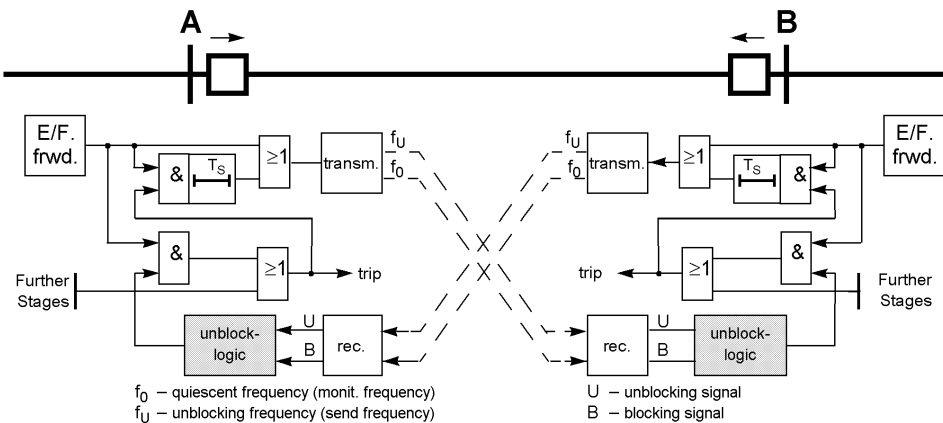 A
B
E/F.
frwd.
&
T_S
≥1
transm.
f_U
f_0
f_U
f_0
transm.
≥1
T_S
&
E/F.
frwd.
&
≥1
trip
trip
≥1
&
Further
Stages
Further
Stages
unblock-
logic
U
B
rec.
rec.
U
B
unblock-
logic
f_0 – quiescent frequency (monit. frequency)
f_U – unblocking frequency (send frequency)
U – unblocking signal
B – blocking signal